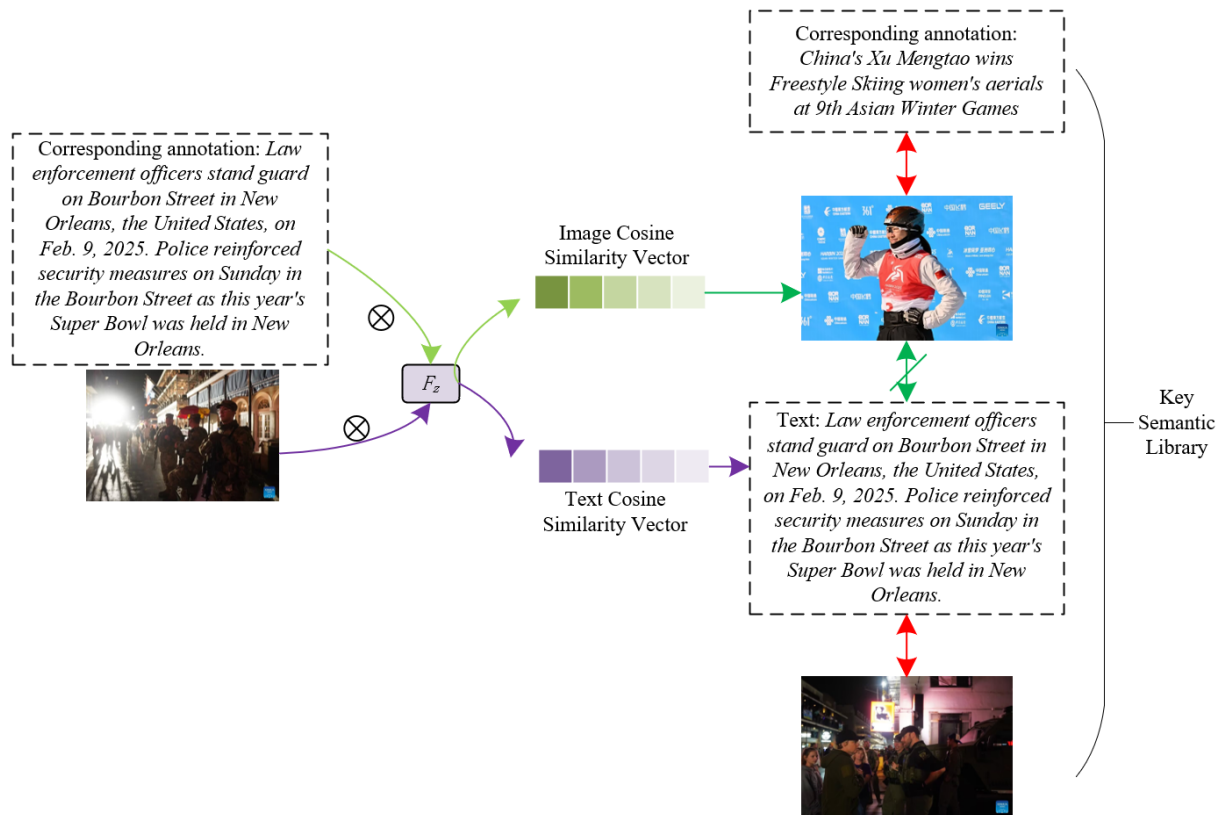 Corresponding annotation: Law
enforcement officers stand guard
on Bourbon Street in New
Orleans, the United States, on
Feb. 9, 2025. Police reinforced
security measures on Sunday in
the Bourbon Street as this year's
Super Bowl was held in New
Orleans.
F_z
Image Cosine
Similarity Vector
Text Cosine
Similarity Vector
Corresponding annotation:
China's Xu Mengtao wins
Freestyle Skiing women's aerials
at 9th Asian Winter Games
361°
中国飞鹤
GEELY
Text: Law enforcement officers
stand guard on Bourbon Street in
New Orleans, the United States,
on Feb. 9, 2025. Police reinforced
security measures on Sunday in
the Bourbon Street as this year's
Super Bowl was held in New
Orleans.
Key
Semantic
Library